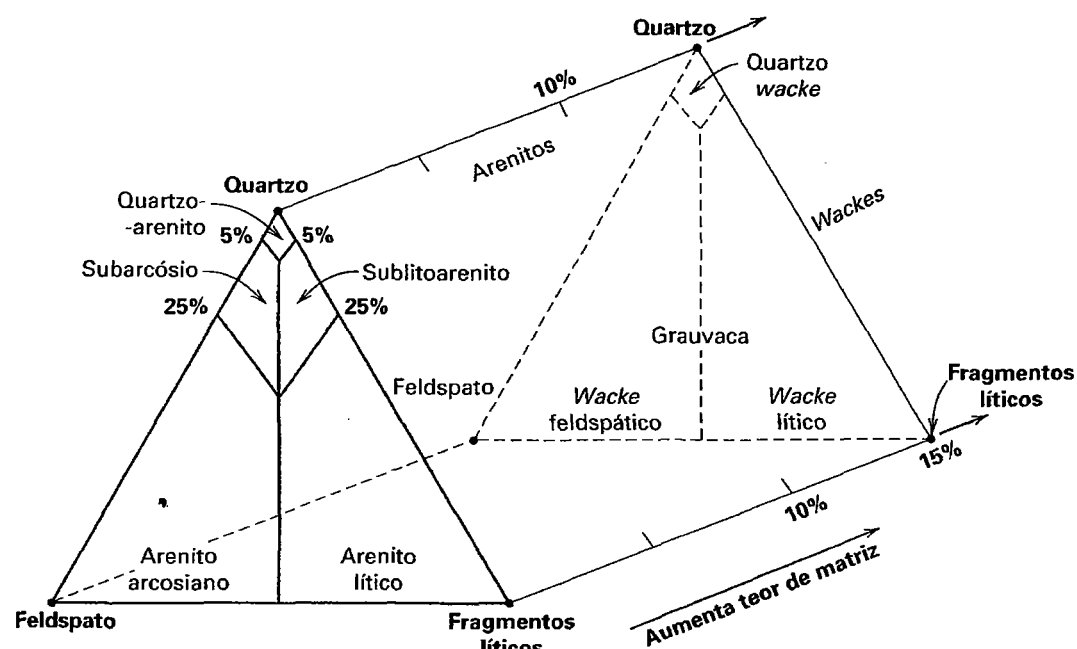 Quartzo
Quartzo
wacke
10%
Arenitos
Quartzo
Quartzo-
-arenito
5%
5%
Wackes
Subarcósio
Sublitoarenito
25%
25%
Grauvaca
Feldspato
Wacke
feldspático
Wacke
lítico
Fragmentos
líticos
15%
10%
Arenito
arcosiano
Arenito
lítico
Aumenta teor de matriz
Feldspato
Fragmentos
líticos